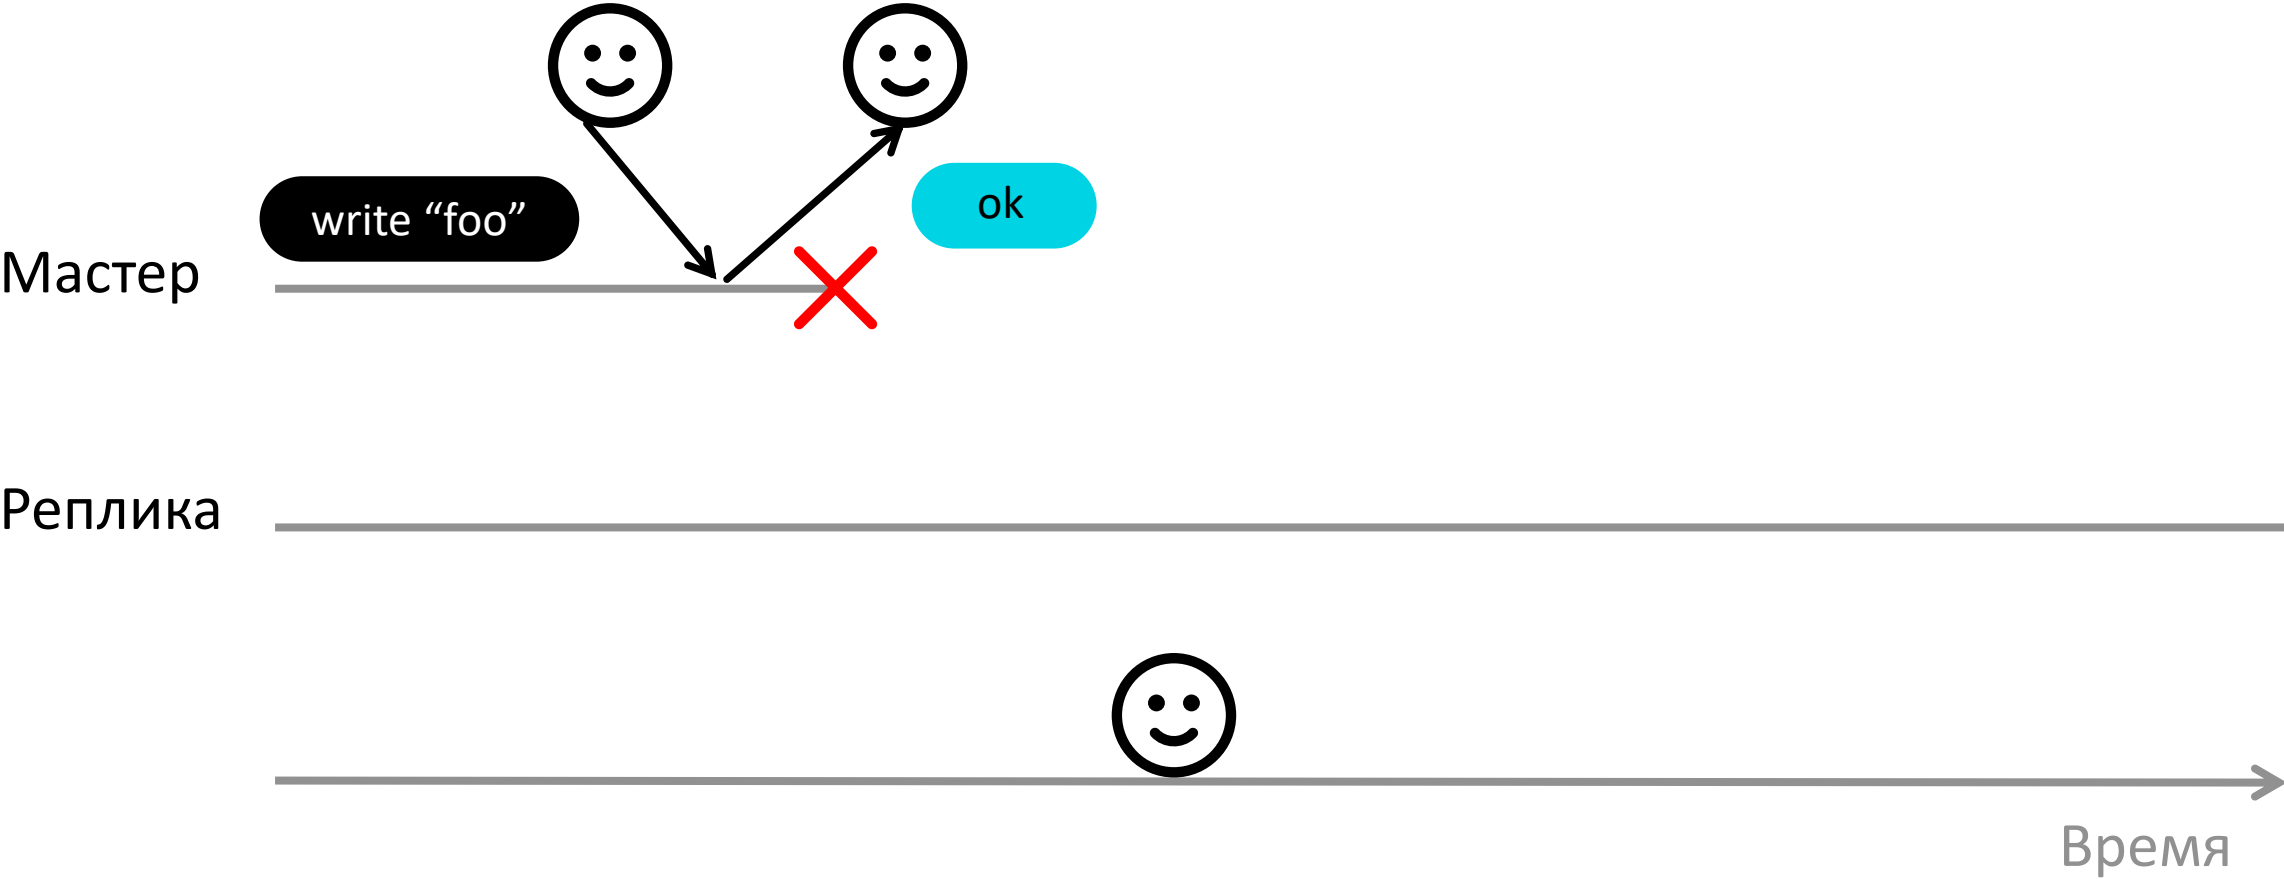 write “foo”
ok
Мастер
Реплика
Время